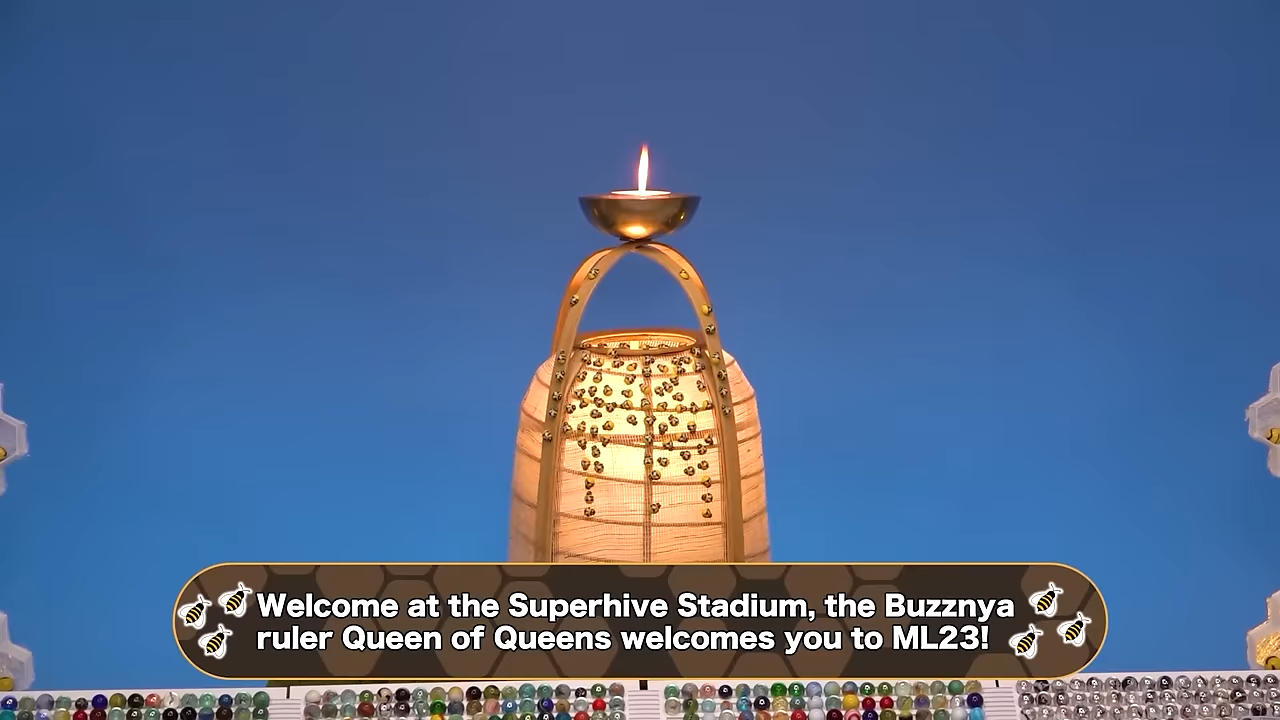 Welcome at the Superhive Stadium, the Buzznya
ruler Queen of Queens welcomes you to ML23!